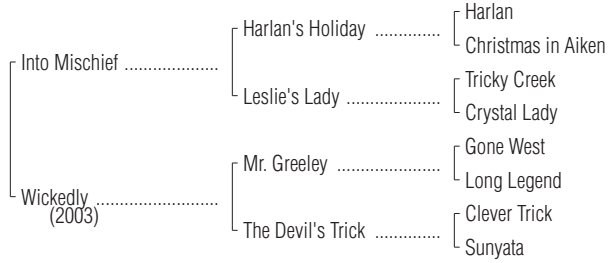 Harlan
Harlan's Holiday ..............
Christmas in Aiken
Into Mischief ....................
Tricky Creek
Leslie's Lady ....................
Crystal Lady
Gone West
Mr. Greeley ......................
Long Legend
Wickedly ..........................
(2003)
Clever Trick
The Devil's Trick ..............
Sunyata